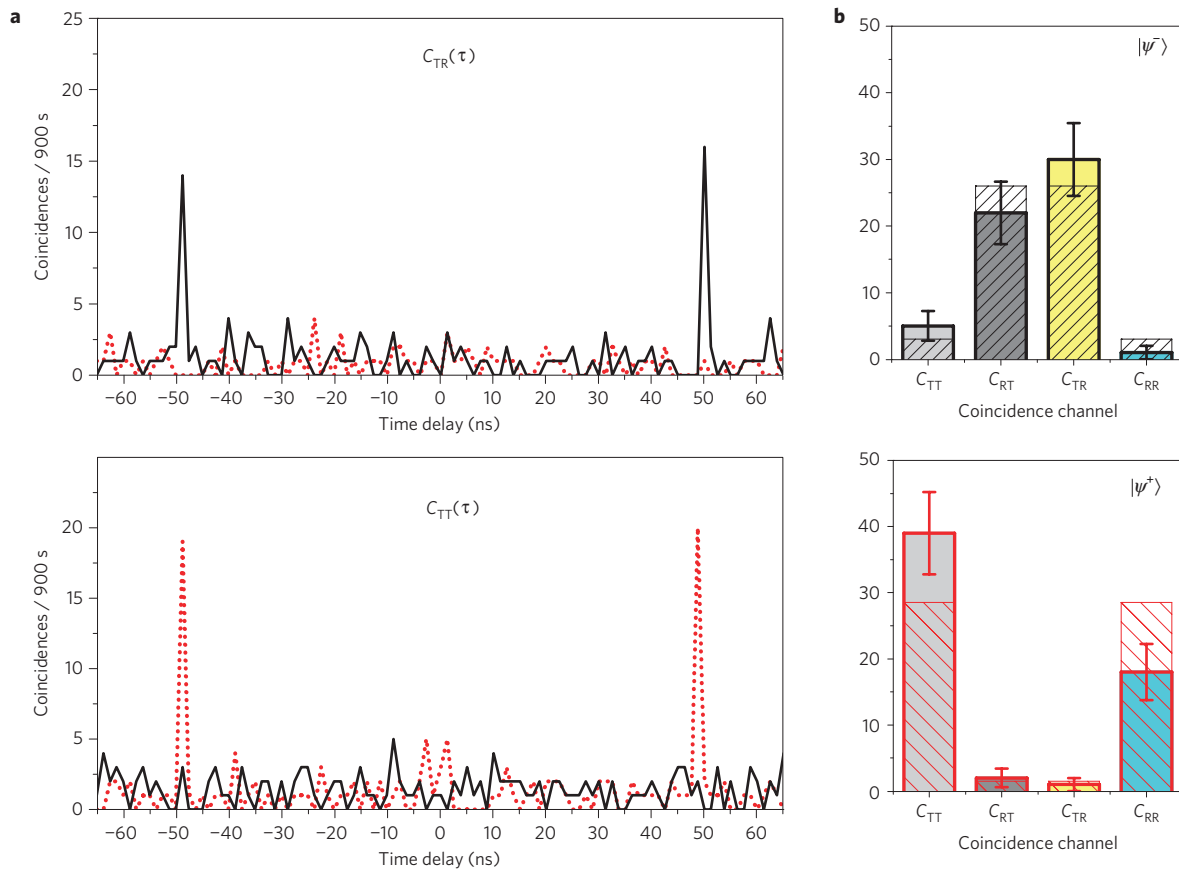 a
25
20
15
10
5
0
C_TR(τ)
Coincidences / 900 s
−60 −50 −40 −30 −20 −10 0 10 20 30 40 50 60
Time delay (ns)
20
15
10
5
0
C_TT(τ)
Coincidences / 900 s
−60 −50 −40 −30 −20 −10 0 10 20 30 40 50 60
Time delay (ns)
b
50
40
30
20
10
0
|ψ⁻⟩
C_TT C_RT C_TR C_RR
Coincidence channel
50
40
30
20
10
0
|ψ⁺⟩
C_TT C_RT C_TR C_RR
Coincidence channel